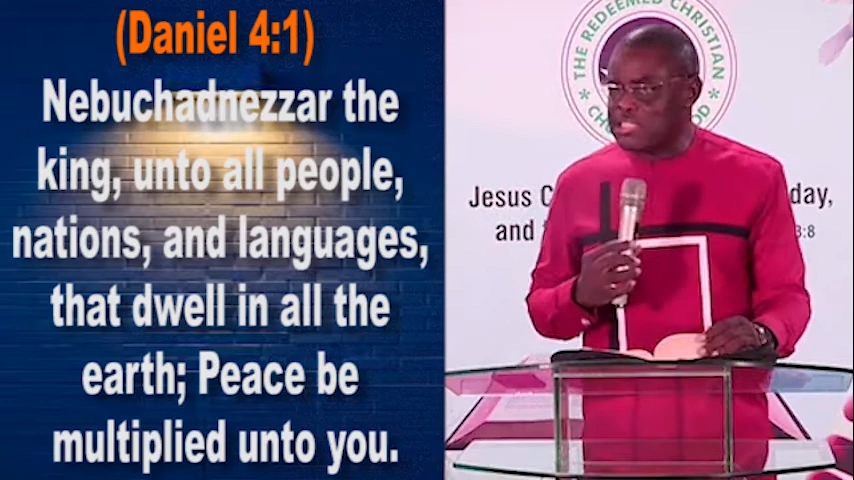 (Daniel 4:1)
Nebuchadnezzar the
king, unto all people,
nations, and languages,
that dwell in all the
earth; Peace be
multiplied unto you.
THE REDEEMED CHRISTIAN
Jesus
day,
and
3:8